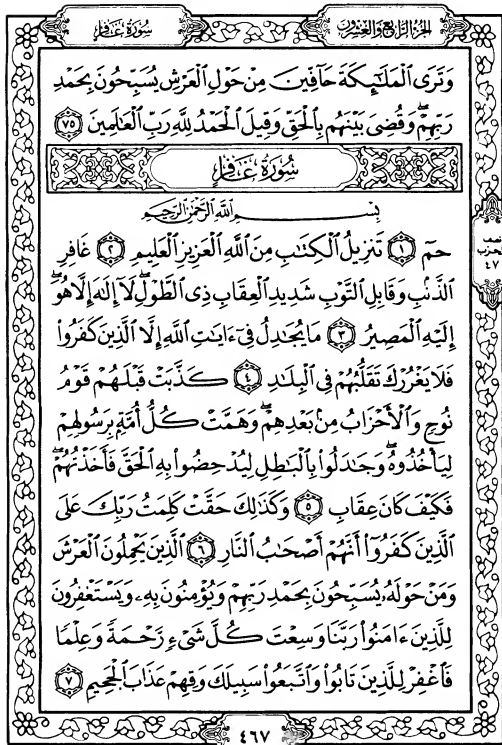 الجزء الرابع والعشرون
سورة غافر
وَتَرَى الْمَلَٰئِكَةَ حَافِّينَ مِنْ حَوْلِ الْعَرْشِ يُسَبِّحُونَ بِحَمْدِ
رَبِّهِمْ ۖ وَقُضِىَ بَيْنَهُم بِالْحَقِّ وَقِيلَ الْحَمْدُ لِلَّهِ رَبِّ الْعَٰلَمِينَ ٧٥
سُورَةُ غَافِرٍ
بِسْمِ اللَّهِ الرَّحْمَٰنِ الرَّحِيمِ
حمٓ ١ تَنزِيلُ الْكِتَٰبِ مِنَ اللَّهِ الْعَزِيزِ الْعَلِيمِ ٢ غَافِرِ
الذَّنۢبِ وَقَابِلِ التَّوْبِ شَدِيدِ الْعِقَابِ ذِى الطَّوْلِ ۖ لَآ إِلَٰهَ إِلَّا هُوَ ۖ
إِلَيْهِ الْمَصِيرُ ٣ مَا يُجَٰدِلُ فِىٓ ءَايَٰتِ اللَّهِ إِلَّا الَّذِينَ كَفَرُوا۟
فَلَا يَغْرُرْكَ تَقَلُّبُهُمْ فِى الْبِلَٰدِ ٤ كَذَّبَتْ قَبْلَهُمْ قَوْمُ
نُوحٍ وَالْأَحْزَابُ مِنۢ بَعْدِهِمْ ۖ وَهَمَّتْ كُلُّ أُمَّةٍۭ بِرَسُولِهِمْ
لِيَأْخُذُوهُ ۖ وَجَٰدَلُوا۟ بِالْبَٰطِلِ لِيُدْحِضُوا۟ بِهِ الْحَقَّ فَأَخَذْتُهُمْ ۖ
فَكَيْفَ كَانَ عِقَابِ ٥ وَكَذَٰلِكَ حَقَّتْ كَلِمَتُ رَبِّكَ عَلَى
الَّذِينَ كَفَرُوٓا۟ أَنَّهُمْ أَصْحَٰبُ النَّارِ ٦ الَّذِينَ يَحْمِلُونَ الْعَرْشَ
وَمَنْ حَوْلَهُۥ يُسَبِّحُونَ بِحَمْدِ رَبِّهِمْ وَيُؤْمِنُونَ بِهِۦ وَيَسْتَغْفِرُونَ
لِلَّذِينَ ءَامَنُوا۟ رَبَّنَا وَسِعْتَ كُلَّ شَىْءٍ رَّحْمَةً وَعِلْمًا
فَاغْفِرْ لِلَّذِينَ تَابُوا۟ وَاتَّبَعُوا۟ سَبِيلَكَ وَقِهِمْ عَذَابَ الْجَحِيمِ ٧
نصف
الحزب
٤٧
٤٦٧